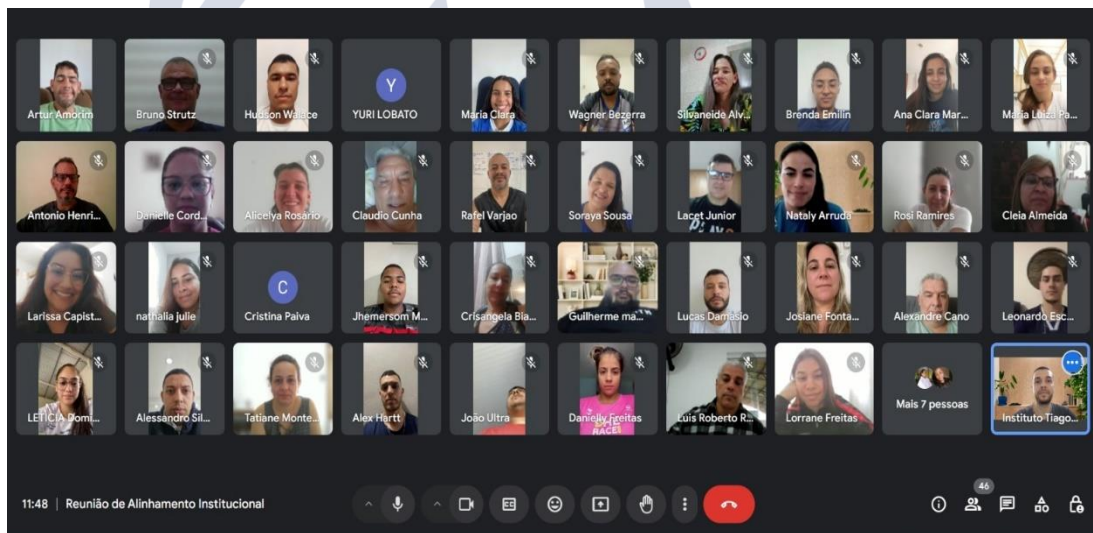 Artur Amorim
Bruno Strutz
Hudson Walace
Y
YURI LOBATO
Maria Clara
Wagner Bezerra
Silvaneide Alv...
Brenda Emilin
Ana Clara Mar...
Maria Luiza Pa...
Antonio Henri...
Danielle Cord...
Alicelya Rosário
Claudio Cunha
Rafel Varjao
Soraya Sousa
Lacet Junior
Nataly Arruda
Rosi Ramires
Cleia Almeida
Larissa Capist...
nathalia julie
C
Cristina Paiva
Jhemersom M...
Crisangela Bia...
Guilherme ma...
Lucas Damásio
Josiane Fonta...
Alexandre Cano
Leonardo Esc...
LETICIA Domi...
Alessandro Sil...
Tatiane Monte...
Alex Hartt
João Ultra
Danielly Freitas
RACE
Luis Roberto R...
Lorrane Freitas
Mais 7 pessoas
Instituto Tiago...
11:48 | Reunião de Alinhamento Institucional
46